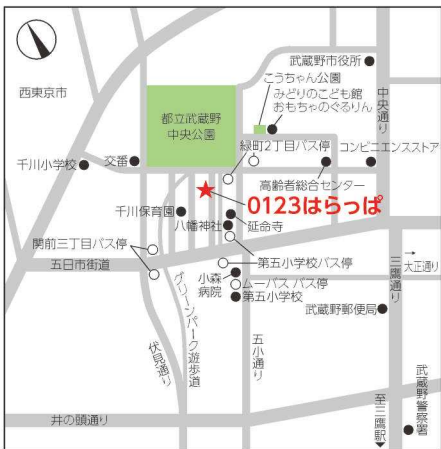 武蔵野市役所
こうちゃん公園
西東京市
みどりのこども館
おもちゃのぐるりん
中央通り
都立武蔵野
中央公園
緑町2丁目バス停
コンビニエンスストア
千川小学校
交番
高齢者総合センター
0123はらっぱ
千川保育園
八幡神社
延命寺
関前三丁目バス停
五日市街道
第五小学校バス停
→
大正通り
三鷹通り
小森
病院
ムーバス バス停
第五小学校
武蔵野郵便局
グリーンパーク遊歩道
伏見通り
五小通り
井の頭通り
至三鷹駅
武蔵野警察署